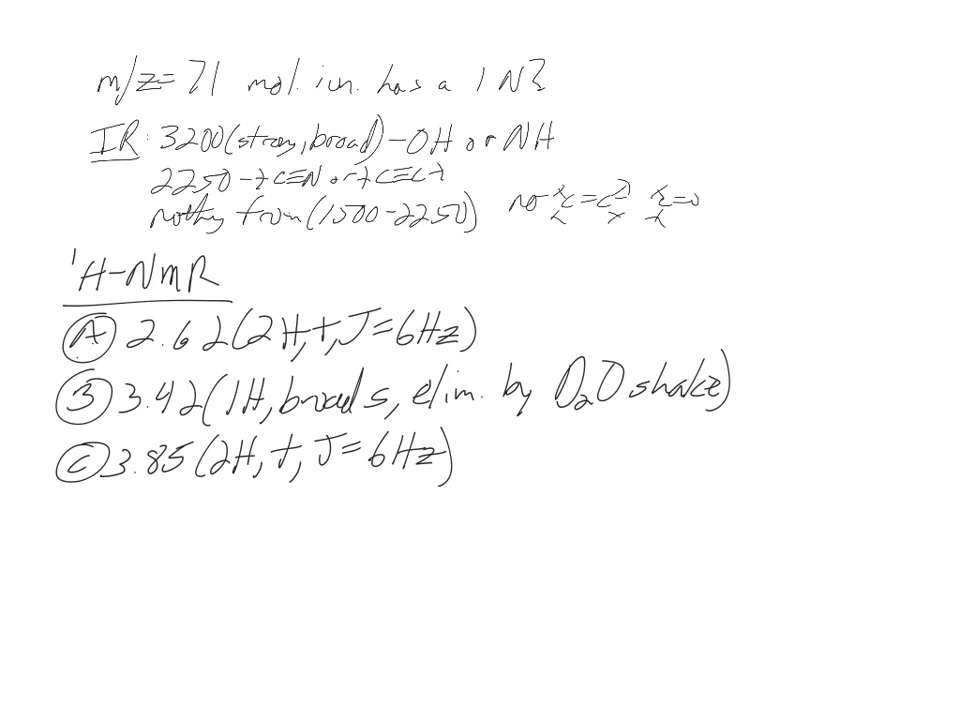 m/z= 71 mol. ion. has a 1 N?
IR: 3200(strong, broad)-OH or NH
2250-> C≡N or > C≡C
nothing from (1500-2250) no C=C C=O
¹H-NMR
A 2.62(2H, t, J=6Hz)
B 3.42(1H, broad s, elim. by D₂O shake)
C 3.85(2H, t, J=6Hz)